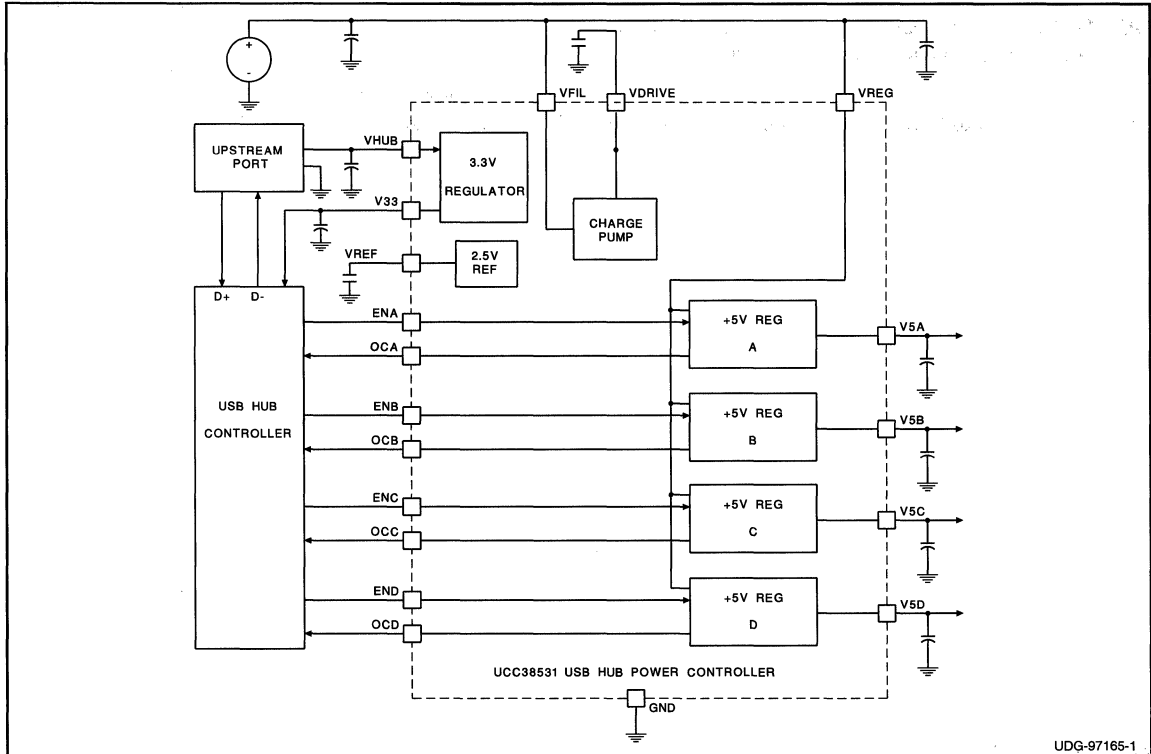 +
-
VFIL
VDRIVE
VREG
UPSTREAM
PORT
VHUB
3.3V
REGULATOR
V33
CHARGE
PUMP
VREF
2.5V
REF
D+ D-
ENA
+5V REG
A
V5A
OCA
USB HUB
CONTROLLER
ENB
+5V REG
B
V5B
OCB
ENC
+5V REG
C
V5C
OCC
END
+5V REG
D
V5D
OCD
UCC38531 USB HUB POWER CONTROLLER
GND
UDG-97165-1